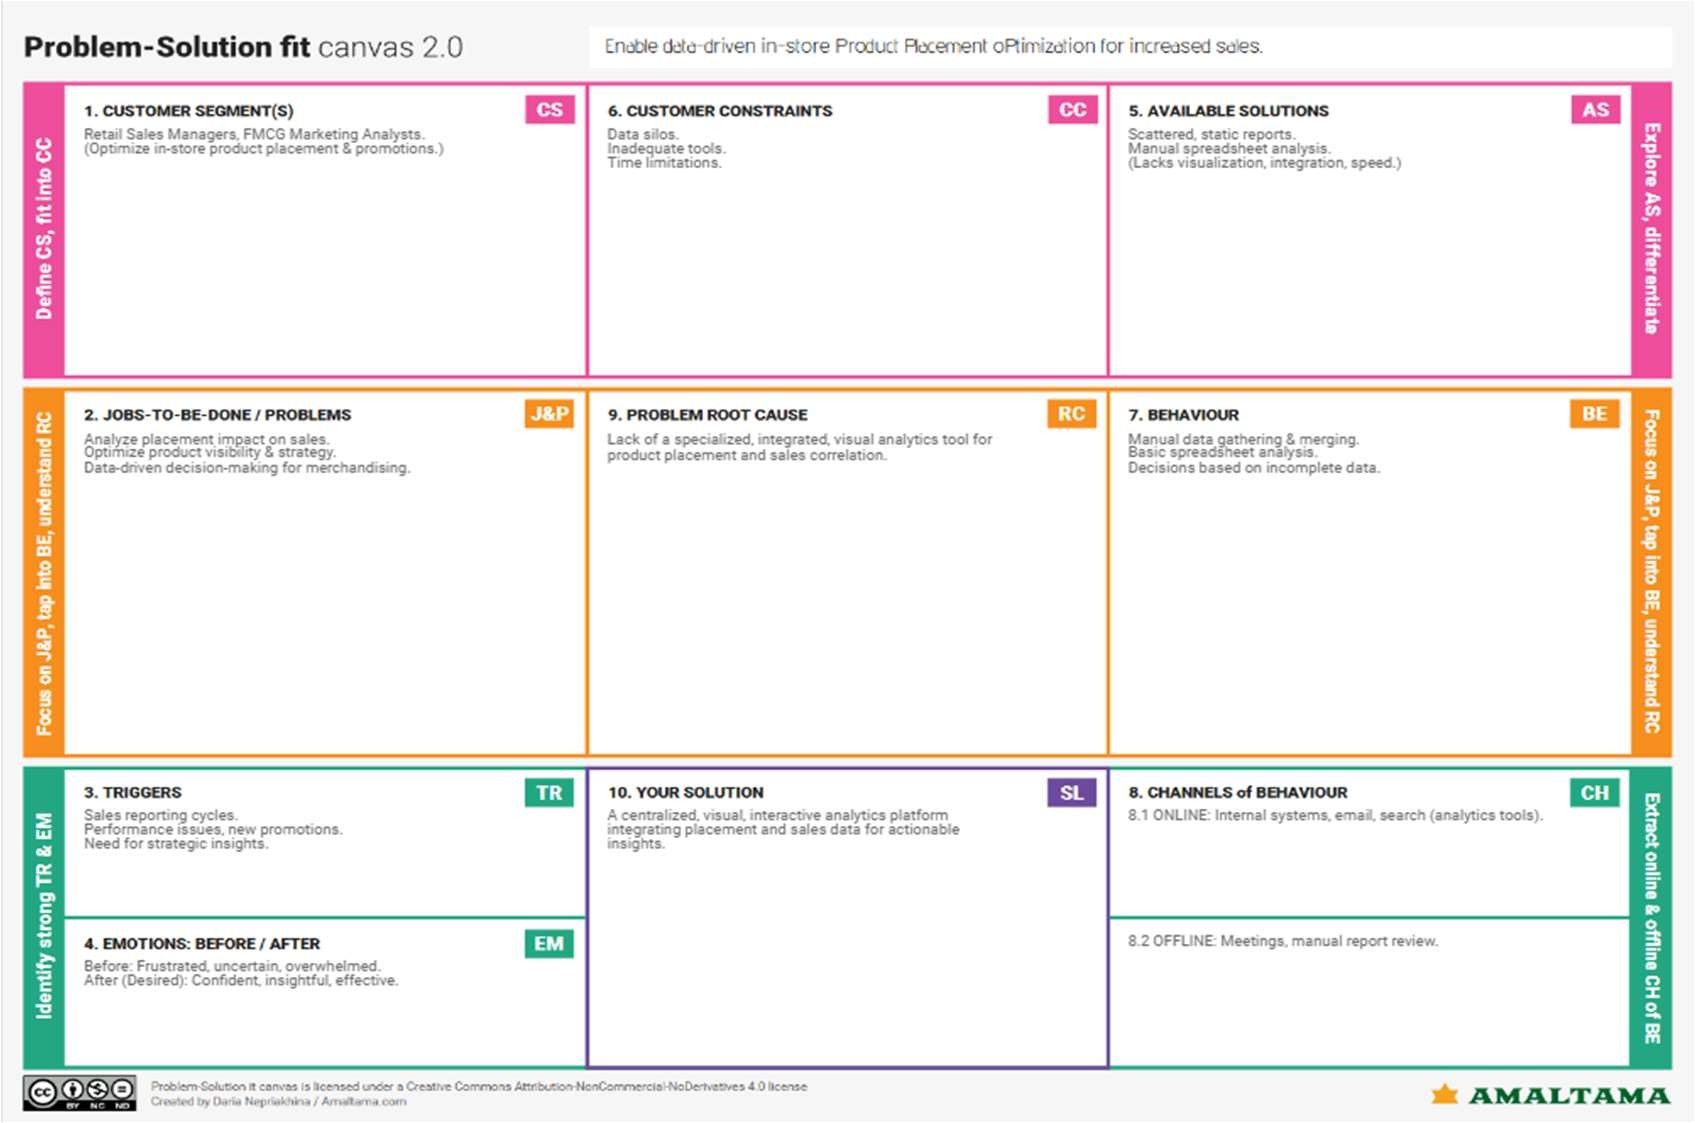 Problem-Solution fit canvas 2.0
Enable data-driven in-store Product Placement oPtimization for increased sales.
Define CS, fit into CC
1. CUSTOMER SEGMENT(S)
CS
Retail Sales Managers, FMCG Marketing Analysts.
(Optimize in-store product placement & promotions.)
6. CUSTOMER CONSTRAINTS
CC
Data silos.
Inadequate tools.
Time limitations.
5. AVAILABLE SOLUTIONS
AS
Scattered, static reports.
Manual spreadsheet analysis.
(Lacks visualization, integration, speed.)
Explore AS, differentiate
Focus on J&P, tap into BE, understand RC
2. JOBS-TO-BE-DONE / PROBLEMS
J&P
Analyze placement impact on sales.
Optimize product visibility & strategy.
Data-driven decision-making for merchandising.
9. PROBLEM ROOT CAUSE
RC
Lack of a specialized, integrated, visual analytics tool for
product placement and sales correlation.
7. BEHAVIOUR
BE
Manual data gathering & merging.
Basic spreadsheet analysis.
Decisions based on incomplete data.
Focus on J&P, tap into BE, understand RC
Identify strong TR & EM
3. TRIGGERS
TR
Sales reporting cycles.
Performance issues, new promotions.
Need for strategic insights.
4. EMOTIONS: BEFORE / AFTER
EM
Before: Frustrated, uncertain, overwhelmed.
After (Desired): Confident, insightful, effective.
10. YOUR SOLUTION
SL
A centralized, visual, interactive analytics platform
integrating placement and sales data for actionable
insights.
8. CHANNELS of BEHAVIOUR
CH
8.1 ONLINE: Internal systems, email, search (analytics tools).
8.2 OFFLINE: Meetings, manual report review.
Extract online & offline CH of BE
cc
BY NC ND
Problem-Solution it canvas is licensed under a Creative Commons Attribution-NonCommercial-NoDerivatives 4.0 license
Created by Daria Nepriakhina / Amaltama.com
AMALTAMA